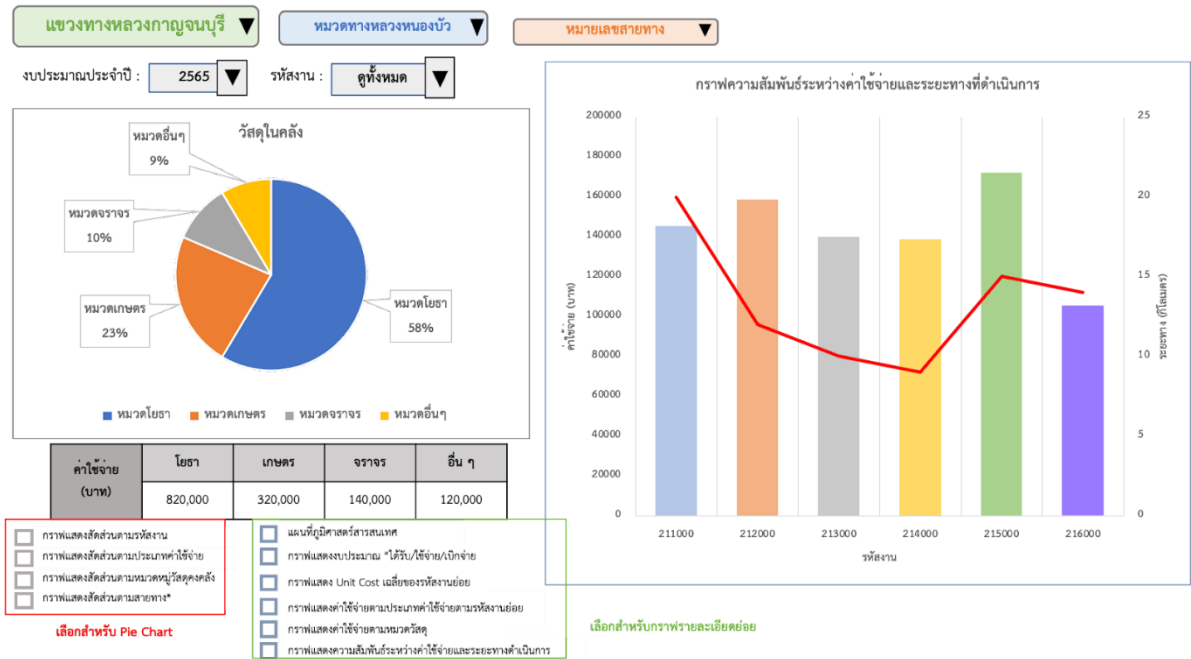 แขวงทางหลวงกาญจนบุรี
หมวดทางหลวงหนองบัว
หมายเลขสายทาง
งบประมาณประจำปี : 2565 รหัสงาน : ดูทั้งหมด
วัสดุในคลัง
หมวดอื่นๆ
9%
หมวดจราจร
10%
หมวดเกษตร
23%
หมวดโยธา
58%
หมวดโยธา หมวดเกษตร หมวดจราจร หมวดอื่นๆ
ค่าใช้จ่าย
(บาท)
โยธา เกษตร จราจร อื่น ๆ
820,000 320,000 140,000 120,000
กราฟแสดงสัดส่วนตามรหัสงาน
กราฟแสดงสัดส่วนตามประเภทค่าใช้จ่าย
กราฟแสดงสัดส่วนตามหมวดหมู่วัสดุคงคลัง
กราฟแสดงสัดส่วนตามสายทาง*
เลือกสำหรับ Pie Chart
แผนที่ภูมิศาสตร์สารสนเทศ
กราฟแสดงงบประมาณ "ได้รับ/ใช้จ่าย/เบิกจ่าย
กราฟแสดง Unit Cost เฉลี่ยของรหัสงานย่อย
กราฟแสดงค่าใช้จ่ายตามประเภทค่าใช้จ่ายตามรหัสงานย่อย
กราฟแสดงค่าใช้จ่ายตามหมวดวัสดุ
กราฟแสดงความสัมพันธ์ระหว่างค่าใช้จ่ายและระยะทางดำเนินการ
เลือกสำหรับกราฟรายละเอียดย่อย
กราฟความสัมพันธ์ระหว่างค่าใช้จ่ายและระยะทางที่ดำเนินการ
200000
180000
160000
140000
120000
100000
80000
60000
40000
20000
0
ค่าใช้จ่าย (บาท)
25
20
15
10
5
0
ระยะทาง (กิโลเมตร)
211000 212000 213000 214000 215000 216000
รหัสงาน